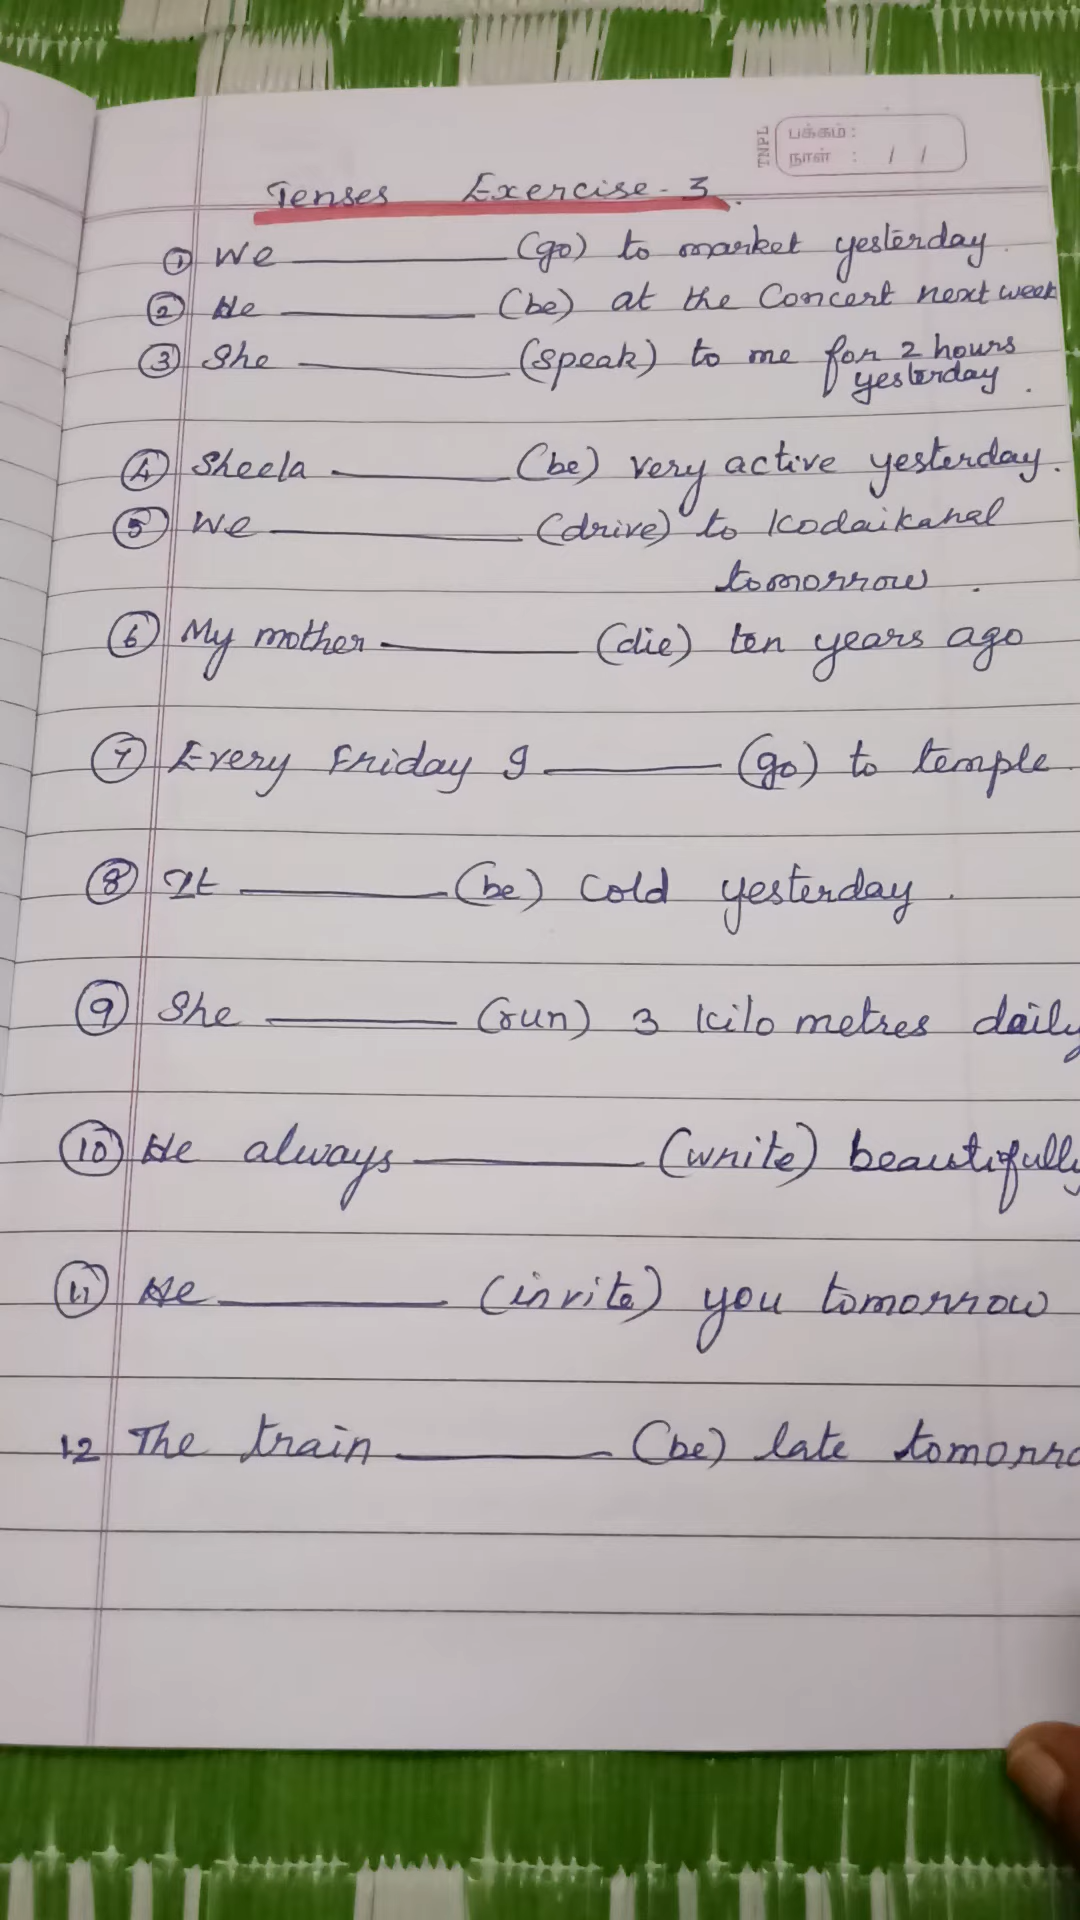 TNPL
பக்கம் :
நாள் : / /
Tenses Exercise - 3.
① We ________ (go) to market yesterday.
② He ________ (be) at the Concert next week
③ She ________ (speak) to me for 2 hours
yesterday.
④ Sheela ________ (be) very active yesterday.
⑤ We ________ (drive) to Kodaikanal
tomorrow.
⑥ My mother ________ (die) ten years ago
⑦ Every Friday I ________ (go) to temple.
⑧ It ________ (be) Cold yesterday.
⑨ She ________ (run) 3 kilo metres daily
⑩ He always ________ (write) beautifully
⑪ He ________ (invite) you tomorrow
12 The train ________ (be) late tomorro